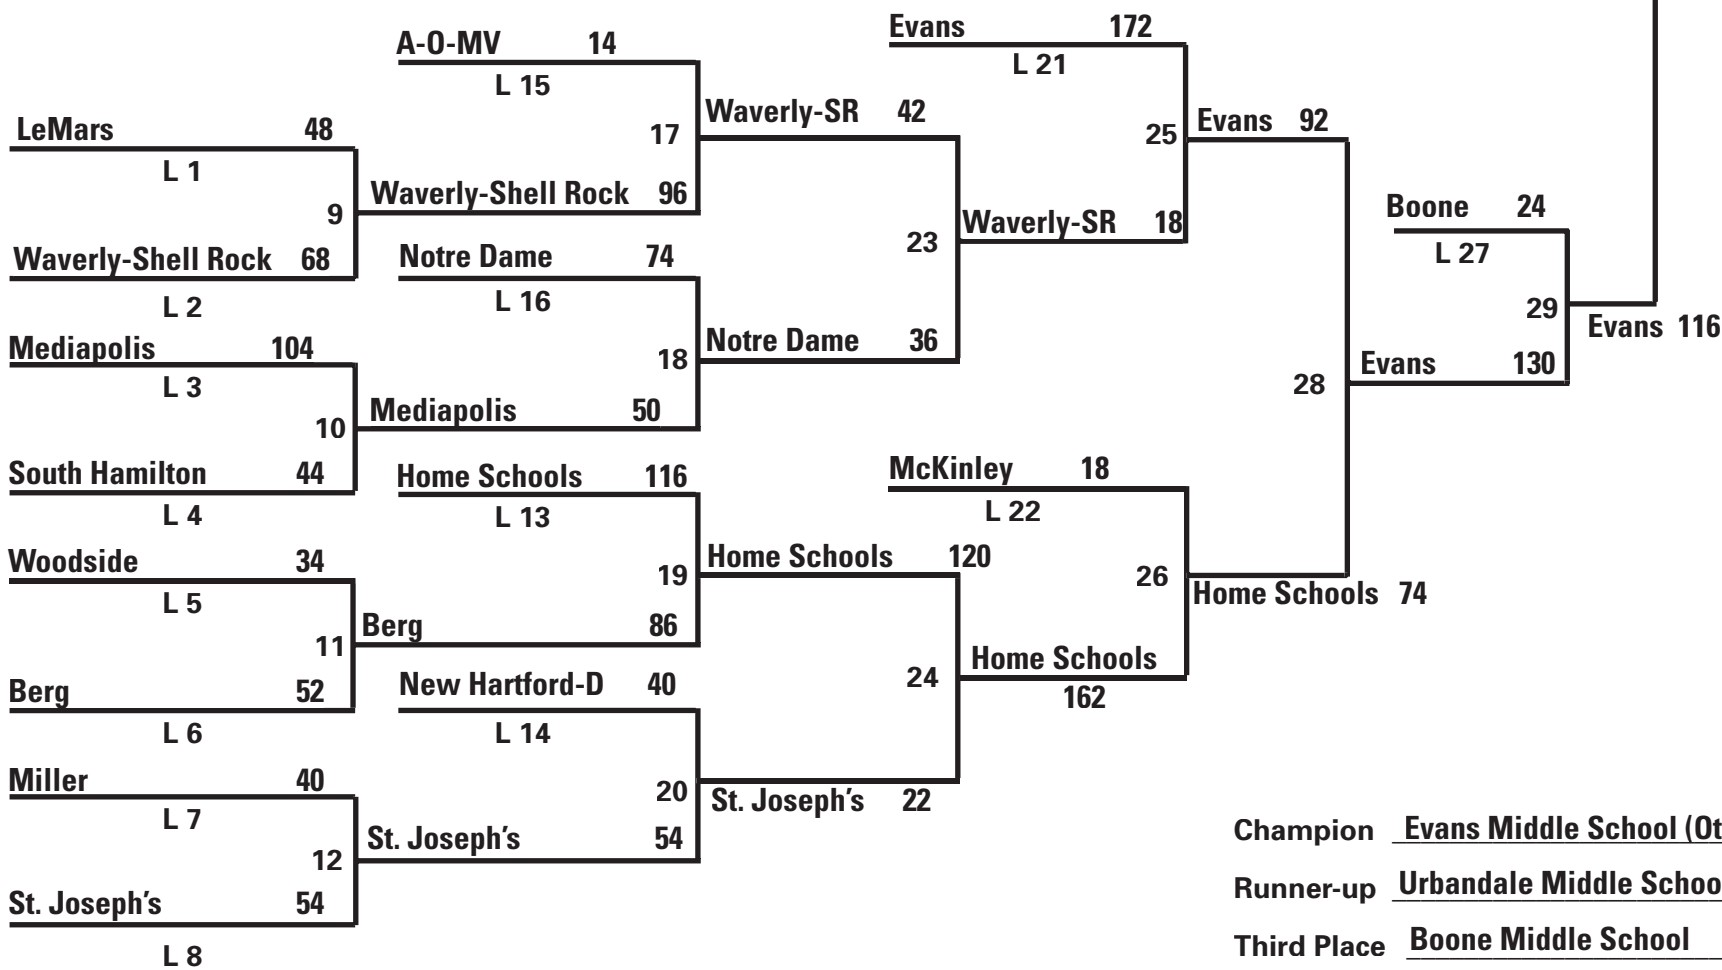 Evans 172
L 21
A-O-MV 14
L 15
Waverly-SR 42
LeMars 48
L 1
17
25
Evans 92
9
Waverly-Shell Rock 96
Boone 24
L 27
Waverly-SR 18
23
Waverly-Shell Rock 68
L 2
Notre Dame 74
L 16
29
Evans 116
Mediapolis 104
L 3
18
Notre Dame 36
Evans 130
28
10
Mediapolis 50
South Hamilton 44
L 4
Home Schools 116
L 13
McKinley 18
L 22
Woodside 34
L 5
19
Home Schools 120
26
Home Schools 74
11
Berg 86
Berg 52
L 6
New Hartford-D 40
L 14
24
Home Schools
162
Miller 40
L 7
20
St. Joseph's 22
12
St. Joseph's 54
St. Joseph's 54
L 8
Champion Evans Middle School (Ot
Runner-up Urbandale Middle Schoo
Third Place Boone Middle School